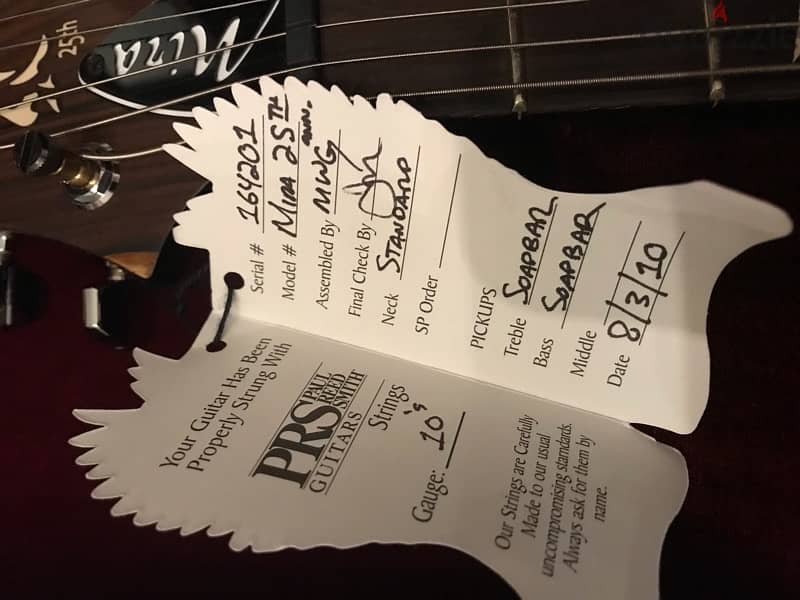 25th
Mira
Serial # 164201
Model # MIRA 25TH ANN.
Assembled By MWG
Final Check By
Neck STANDARD
SP Order
PICKUPS
Treble SOAPBAR
Bass SOAPBAR
Middle
Date 8/3/10
Your Guitar Has Been
Properly Strung With
PRS PAUL REED SMITH
GUITARS
Strings
Gauge: 10's
Our Strings are Carefully
Made to our usual
uncompromising standards.
Always ask for them by
name.